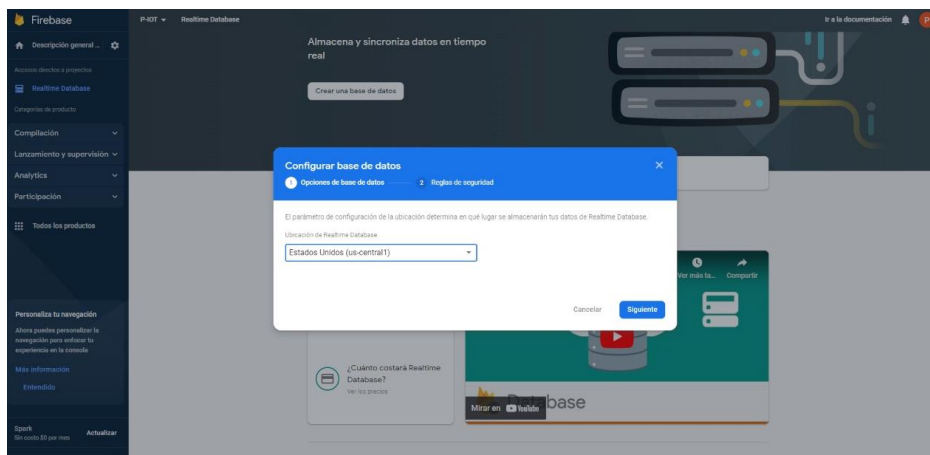 Firebase
P-IOT
Realtime Database
Ir a la documentación
P
Descripción general ...
Accesos directos a proyectos
Realtime Database
Categorías de producto
Compilación
Lanzamiento y supervisión
Analytics
Participación
Todos los productos
Personaliza tu navegación
Ahora puedes personalizar la
navegación para enfocar tu
experiencia en la consola
Más información
Entendido
Spark
Sin costo $0 por mes
Actualizar
Almacena y sincroniza datos en tiempo
real
Crear una base de datos
Configurar base de datos
1 Opciones de base de datos
2 Reglas de seguridad
El parámetro de configuración de la ubicación determina en qué lugar se almacenarán tus datos de Realtime Database.
Ubicación de Realtime Database
Estados Unidos (us-central1)
Cancelar
Siguiente
Ver más ta...
Compartir
¿Cuánto costará Realtime
Database?
Ver los precios
Mirar en YouTube
Database